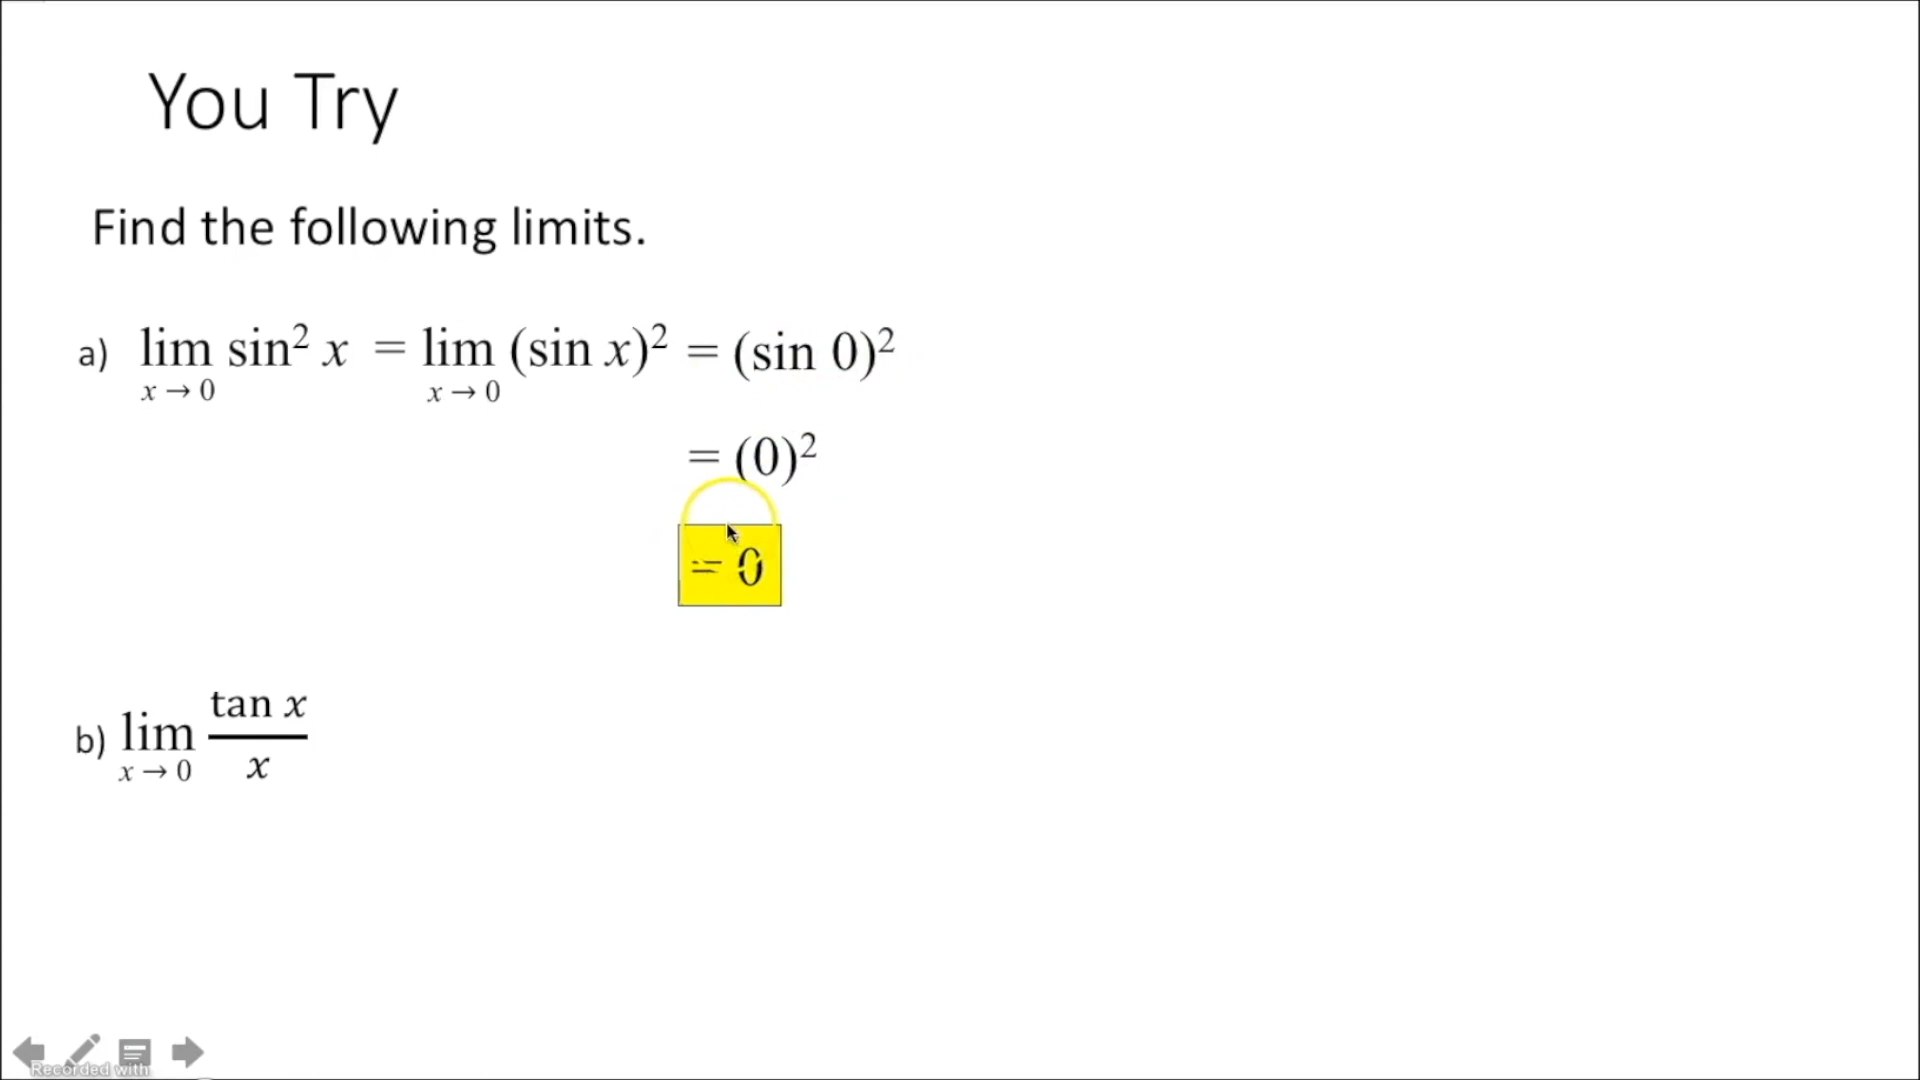 You Try
Find the following limits.
a) lim x → 0 sin² x = lim x → 0 (sin x)² = (sin 0)²
= (0)²
= 0
b) lim x → 0 tan x / x
Recorded with